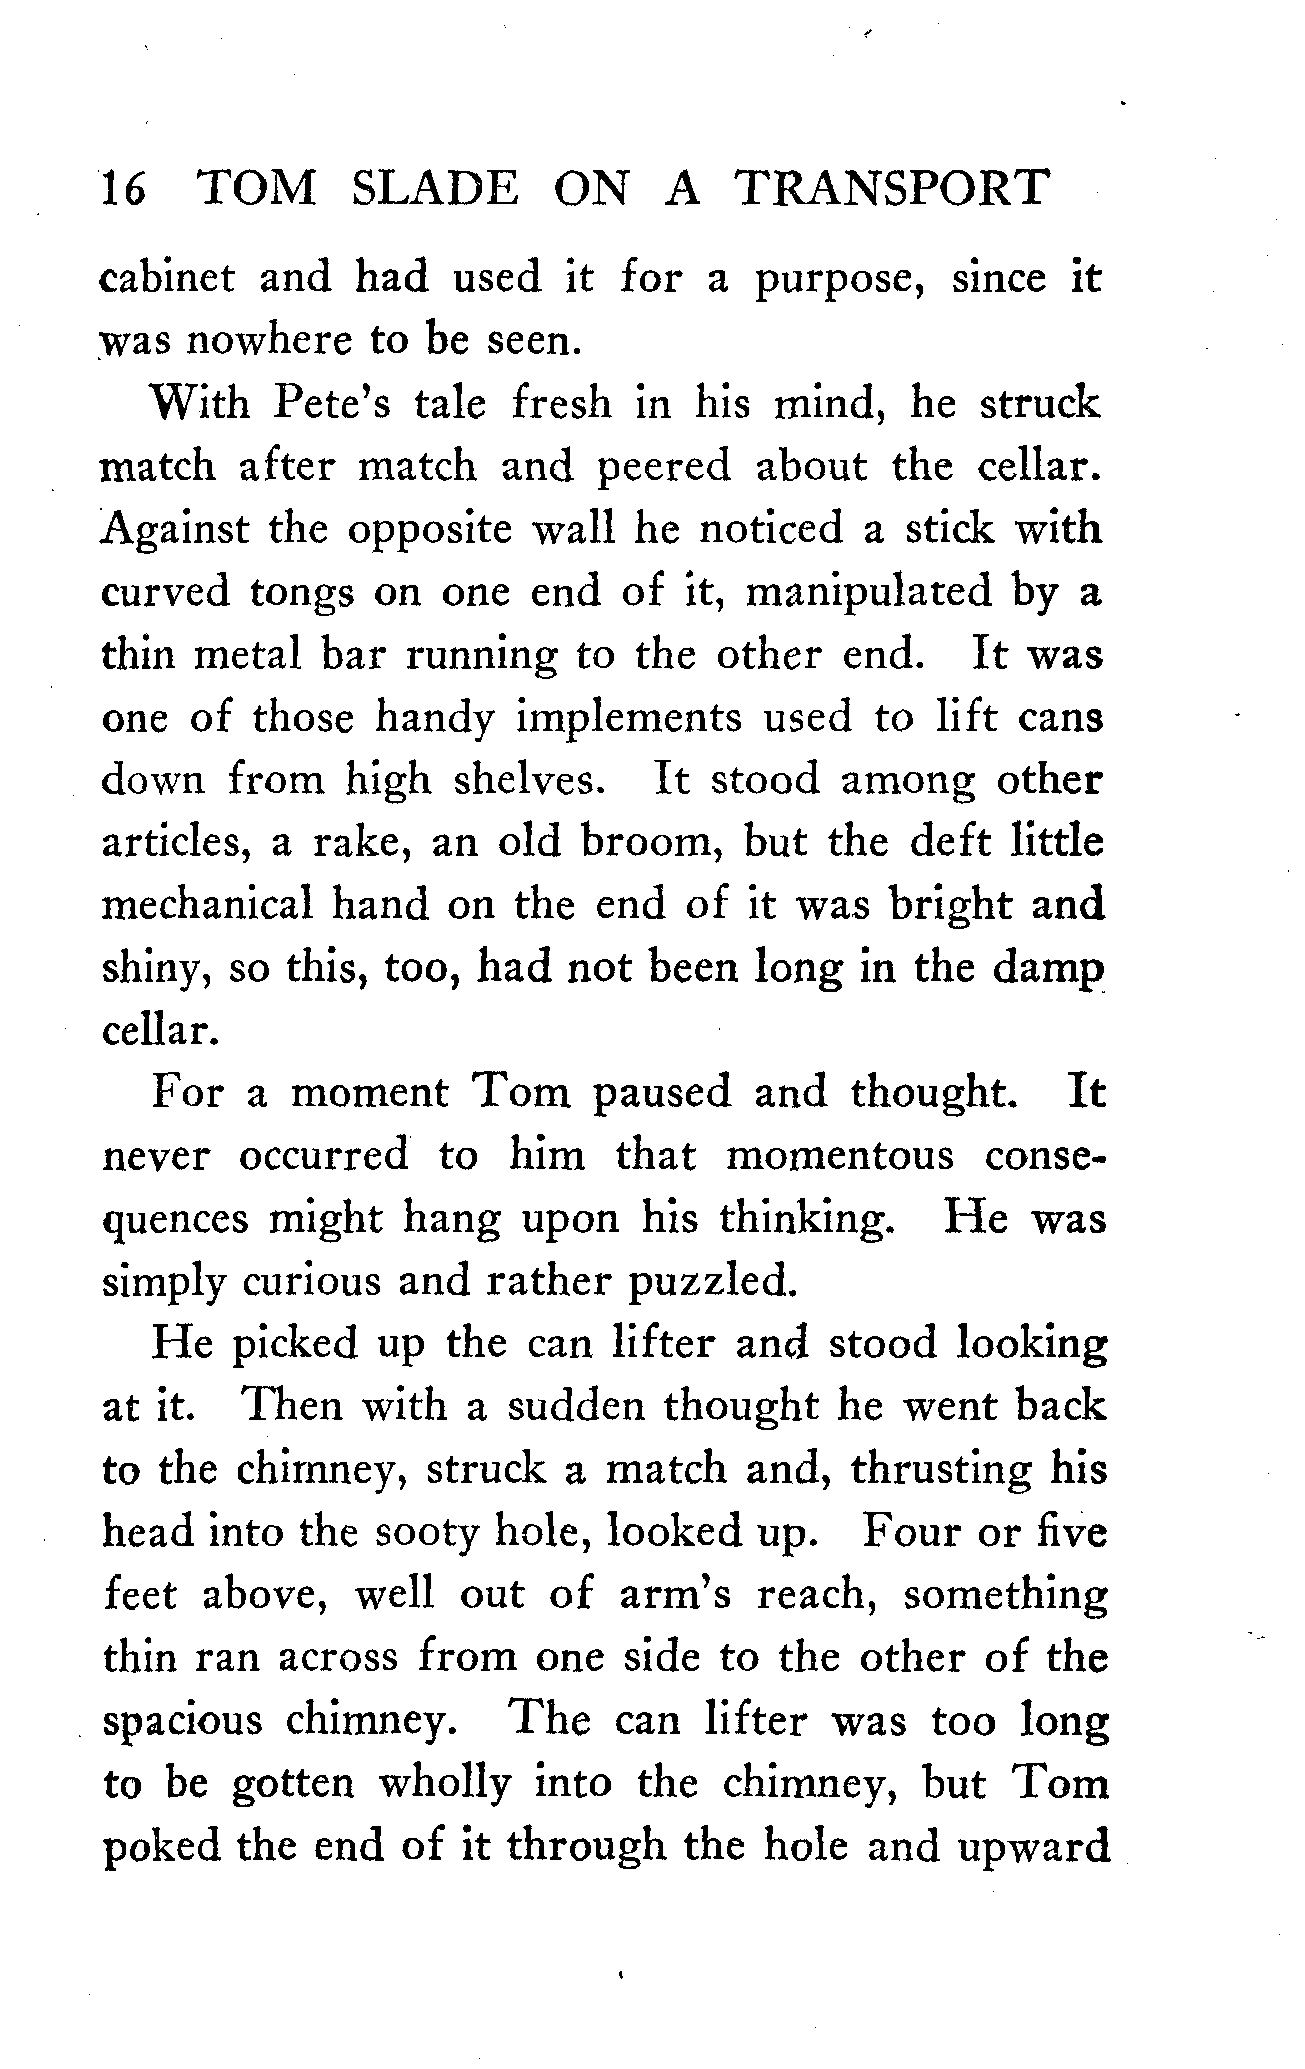 16 TOM SLADE ON A TRANSPORT
cabinet and had used it for a purpose, since it
was nowhere to be seen.
With Pete's tale fresh in his mind, he struck
match after match and peered about the cellar.
Against the opposite wall he noticed a stick with
curved tongs on one end of it, manipulated by a
thin metal bar running to the other end. It was
one of those handy implements used to lift cans
down from high shelves. It stood among other
articles, a rake, an old broom, but the deft little
mechanical hand on the end of it was bright and
shiny, so this, too, had not been long in the damp
cellar.
For a moment Tom paused and thought. It
never occurred to him that momentous conse-
quences might hang upon his thinking. He was
simply curious and rather puzzled.
He picked up the can lifter and stood looking
at it. Then with a sudden thought he went back
to the chimney, struck a match and, thrusting his
head into the sooty hole, looked up. Four or five
feet above, well out of arm's reach, something
thin ran across from one side to the other of the
spacious chimney. The can lifter was too long
to be gotten wholly into the chimney, but Tom
poked the end of it through the hole and upward